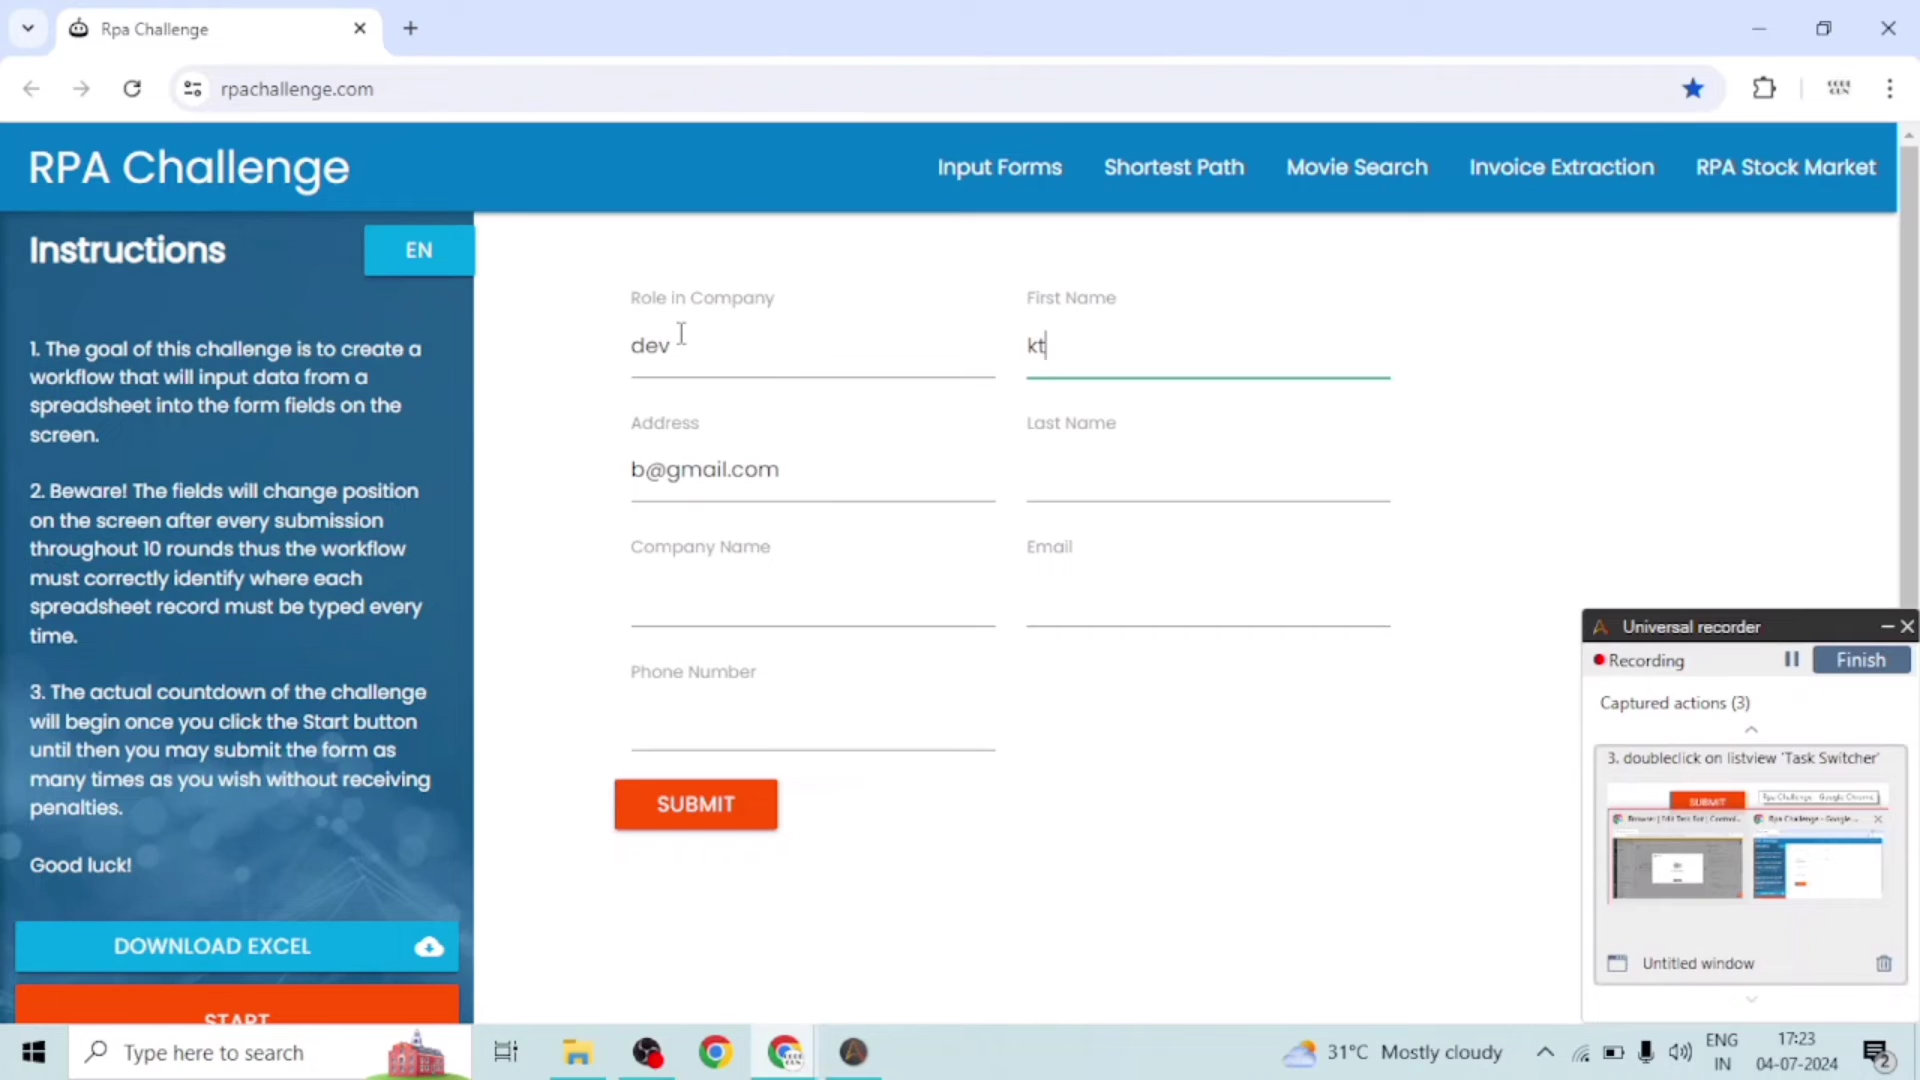 Rpa Challenge
rpachallenge.com
RPA Challenge
Input Forms
Shortest Path
Movie Search
Invoice Extraction
RPA Stock Market
Instructions
EN
1. The goal of this challenge is to create a
workflow that will input data from a
spreadsheet into the form fields on the
screen.
2. Beware! The fields will change position
on the screen after every submission
throughout 10 rounds thus the workflow
must correctly identify where each
spreadsheet record must be typed every
time.
3. The actual countdown of the challenge
will begin once you click the Start button
until then you may submit the form as
many times as you wish without receiving
penalties.
Good luck!
DOWNLOAD EXCEL
START
Role in Company
First Name
dev
kt
Address
Last Name
b@gmail.com
Company Name
Email
Phone Number
SUBMIT
Universal recorder
Recording
Finish
Captured actions (3)
3. doubleclick on listview 'Task Switcher'
SUBMIT
Rpa Challenge - Google Chrome
Rpa Challenge - Google ...
Untitled window
Type here to search
31°C Mostly cloudy
ENG
IN
17:23
04-07-2024
2